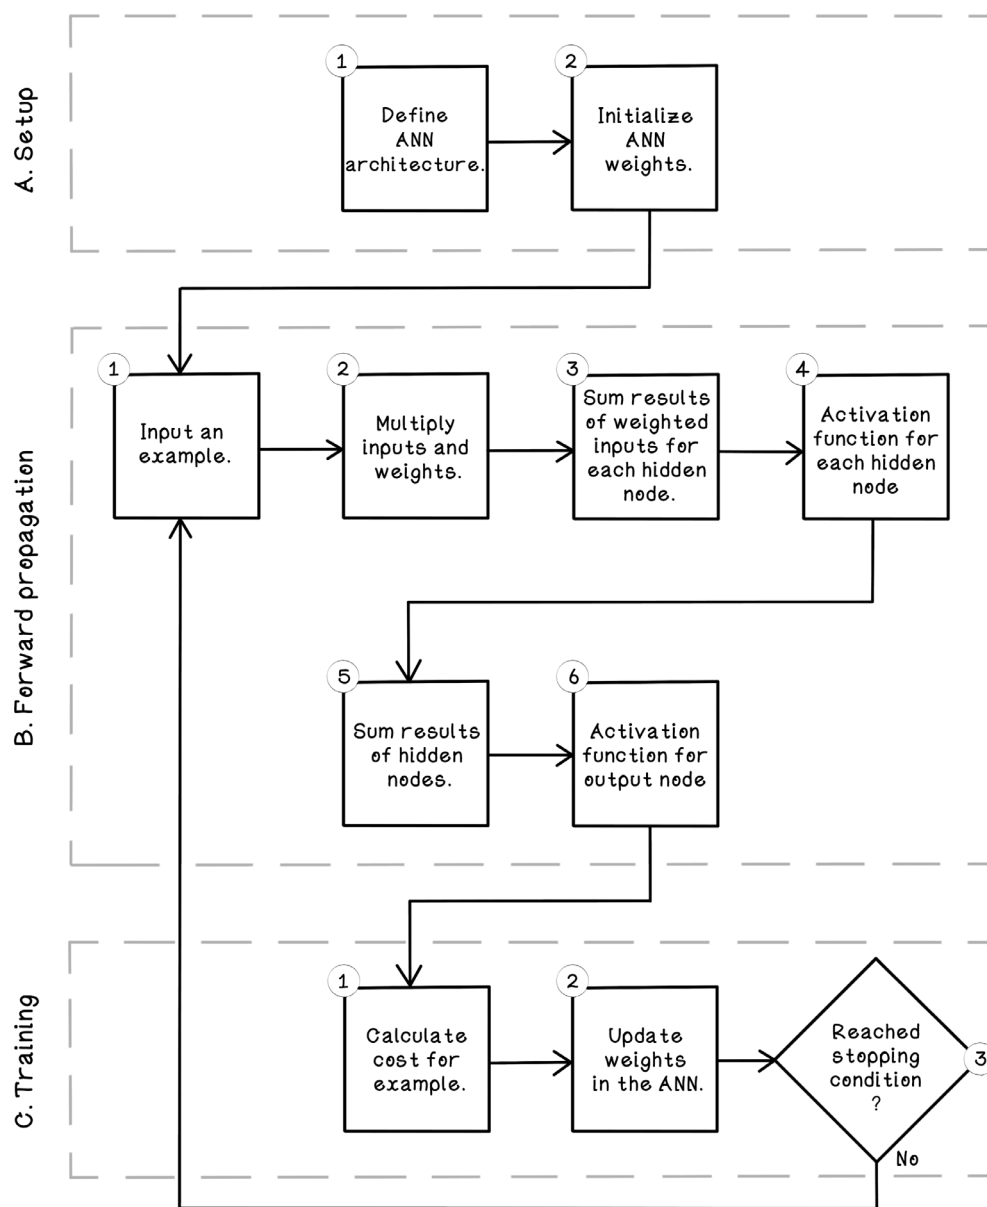 A. Setup
1
Define
ANN
architecture.
2
Initialize
ANN
weights.
B. Forward propagation
1
Input an
example.
2
Multiply
inputs and
weights.
3
Sum results
of weighted
inputs for
each hidden
node.
4
Activation
function for
each hidden
node
5
Sum results
of hidden
nodes.
6
Activation
function for
output node
C. Training
1
Calculate
cost for
example.
2
Update
weights
in the ANN.
3
Reached
stopping
condition
?
No